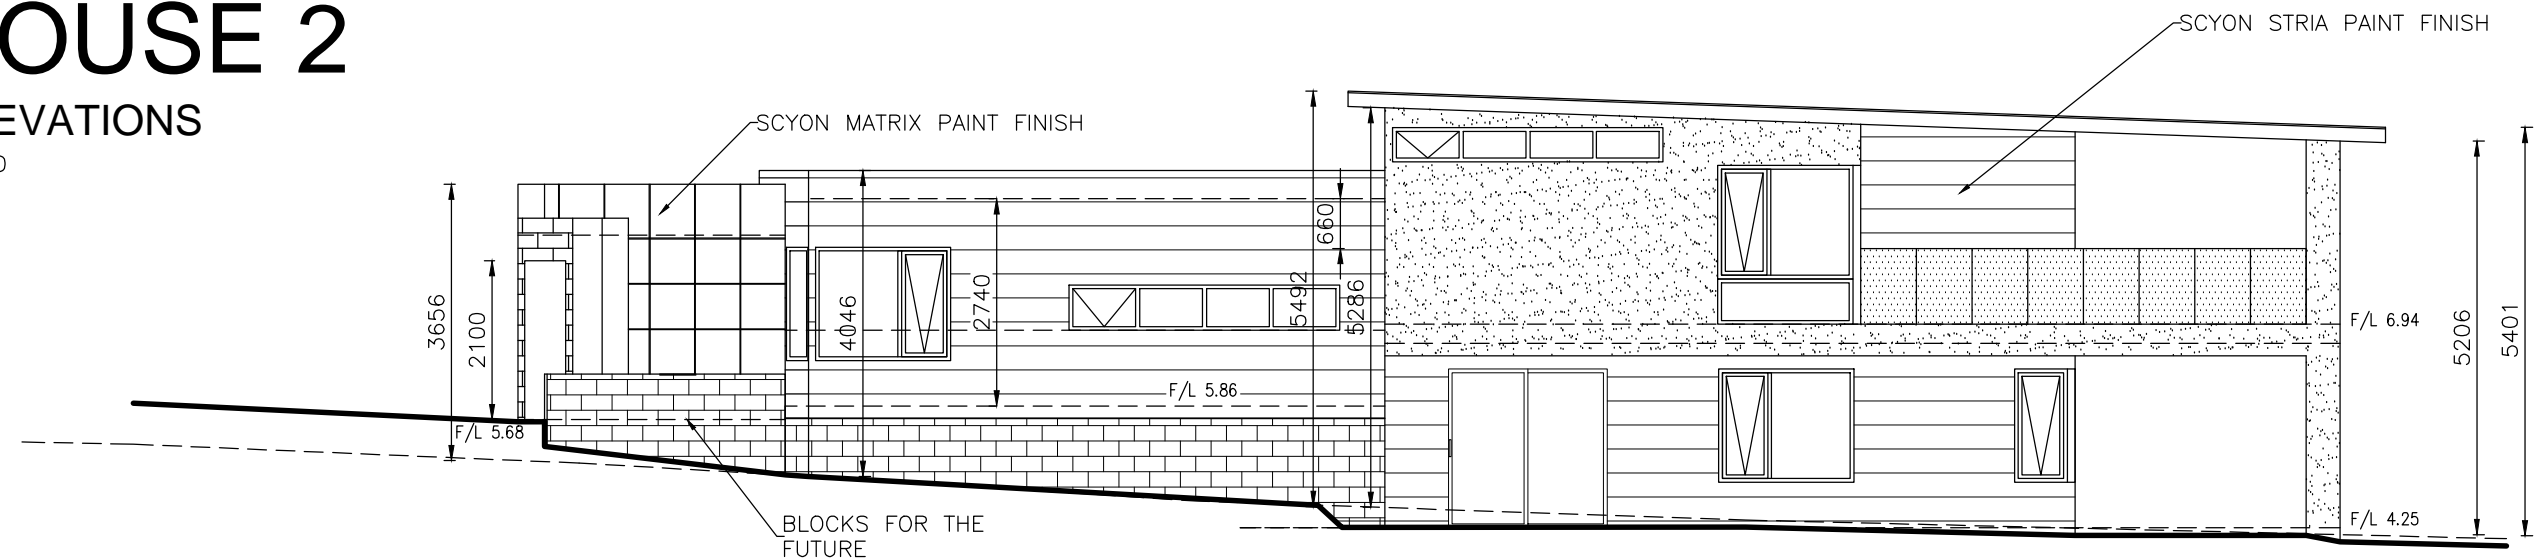 OUSE 2
EVATIONS
SCYON MATRIX PAINT FINISH
SCYON STRIA PAINT FINISH
3656
2100
4046
2740
660
5492
5286
F/L 6.94
5206
5401
F/L 5.86
F/L 5.68
F/L 4.25
BLOCKS FOR THE
FUTURE